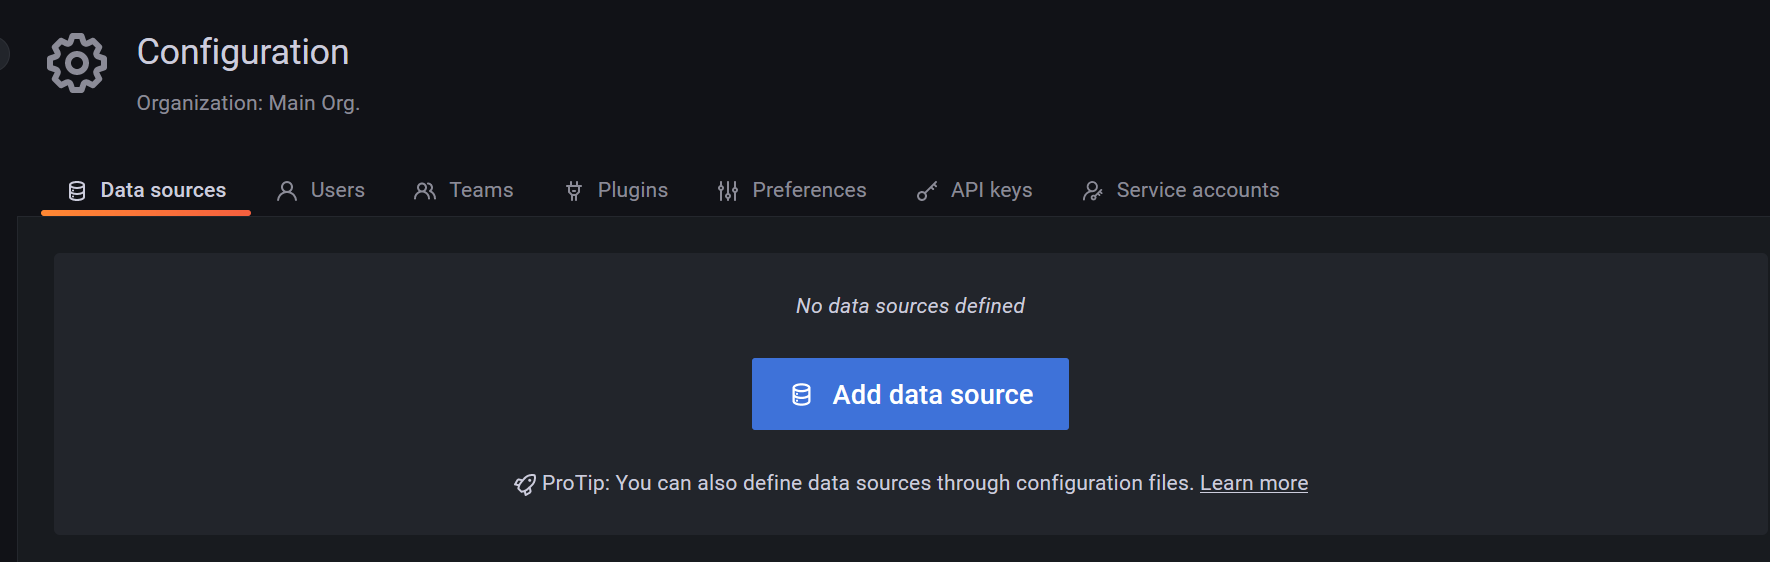 Configuration
Organization: Main Org.
Data sources Users Teams Plugins Preferences API keys Service accounts
No data sources defined
Add data source
ProTip: You can also define data sources through configuration files. Learn more